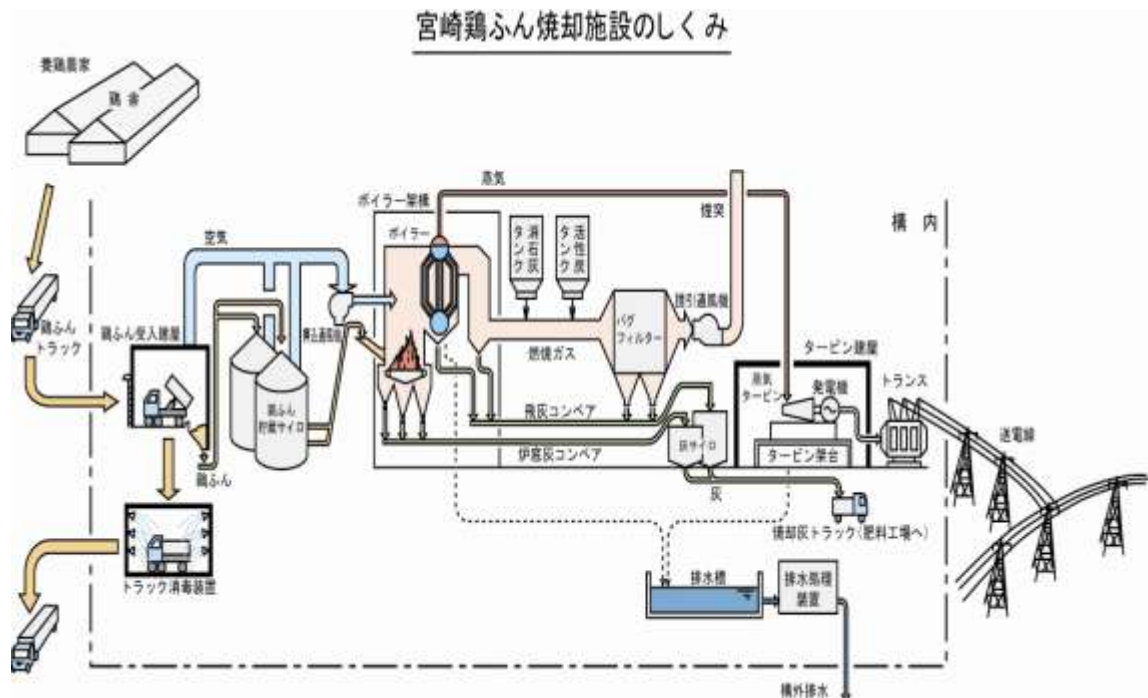 宮崎鶏ふん焼却施設のしくみ
養鶏農家
鶏舎
鶏ふん
トラック
鶏ふん受入建屋
空気
押込通風機
鶏ふん
貯蔵サイロ
鶏ふん
トラック消毒装置
ボイラー架構
ボイラー
蒸気
消石灰
タンク
活性炭
タンク
煙突
構内
燃焼ガス
バグ
フィルター
誘引通風機
飛灰コンベア
炉底灰コンベア
灰サイロ
灰
タービン建屋
蒸気
タービン
発電機
タービン架台
トランス
送電線
焼却灰トラック(肥料工場へ)
排水槽
排水処理
装置
構外排水